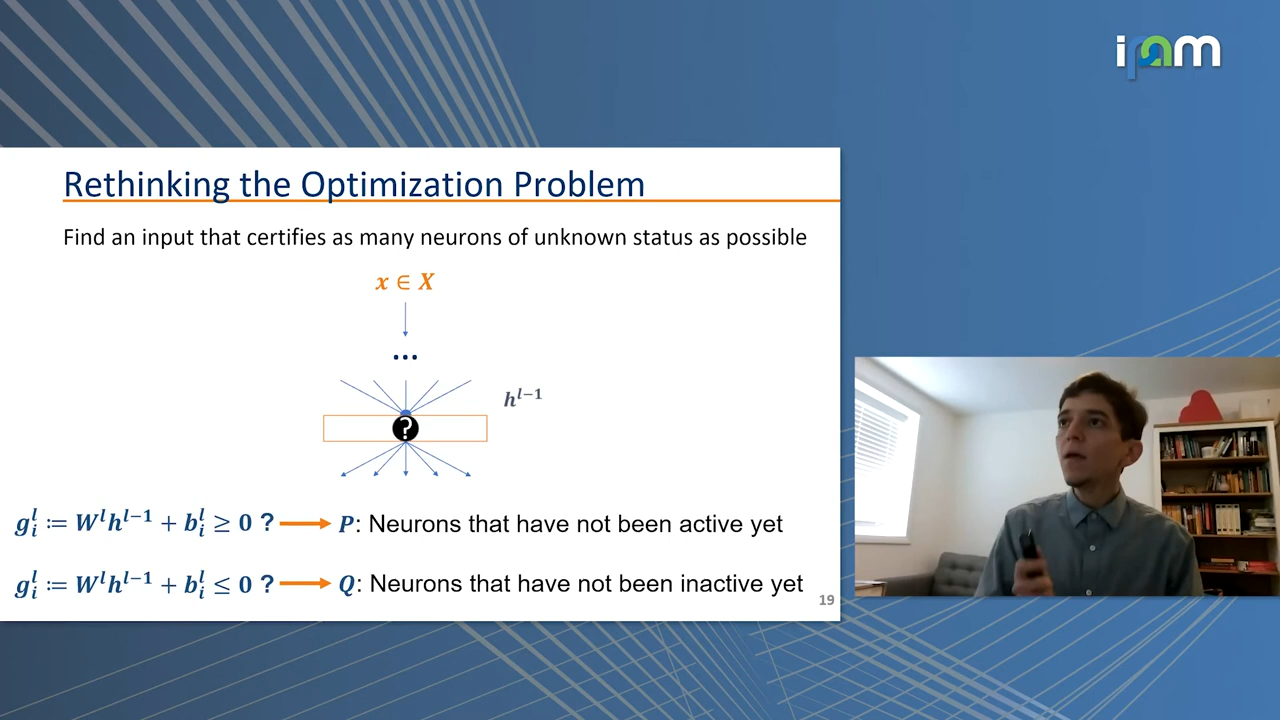 ipam
Rethinking the Optimization Problem
Find an input that certifies as many neurons of unknown status as possible
x ∈ X
...
h^{l-1}
?
g_i^l := W^l h^{l-1} + b_i^l ≥ 0 ? P: Neurons that have not been active yet
g_i^l := W^l h^{l-1} + b_i^l ≤ 0 ? Q: Neurons that have not been inactive yet
19